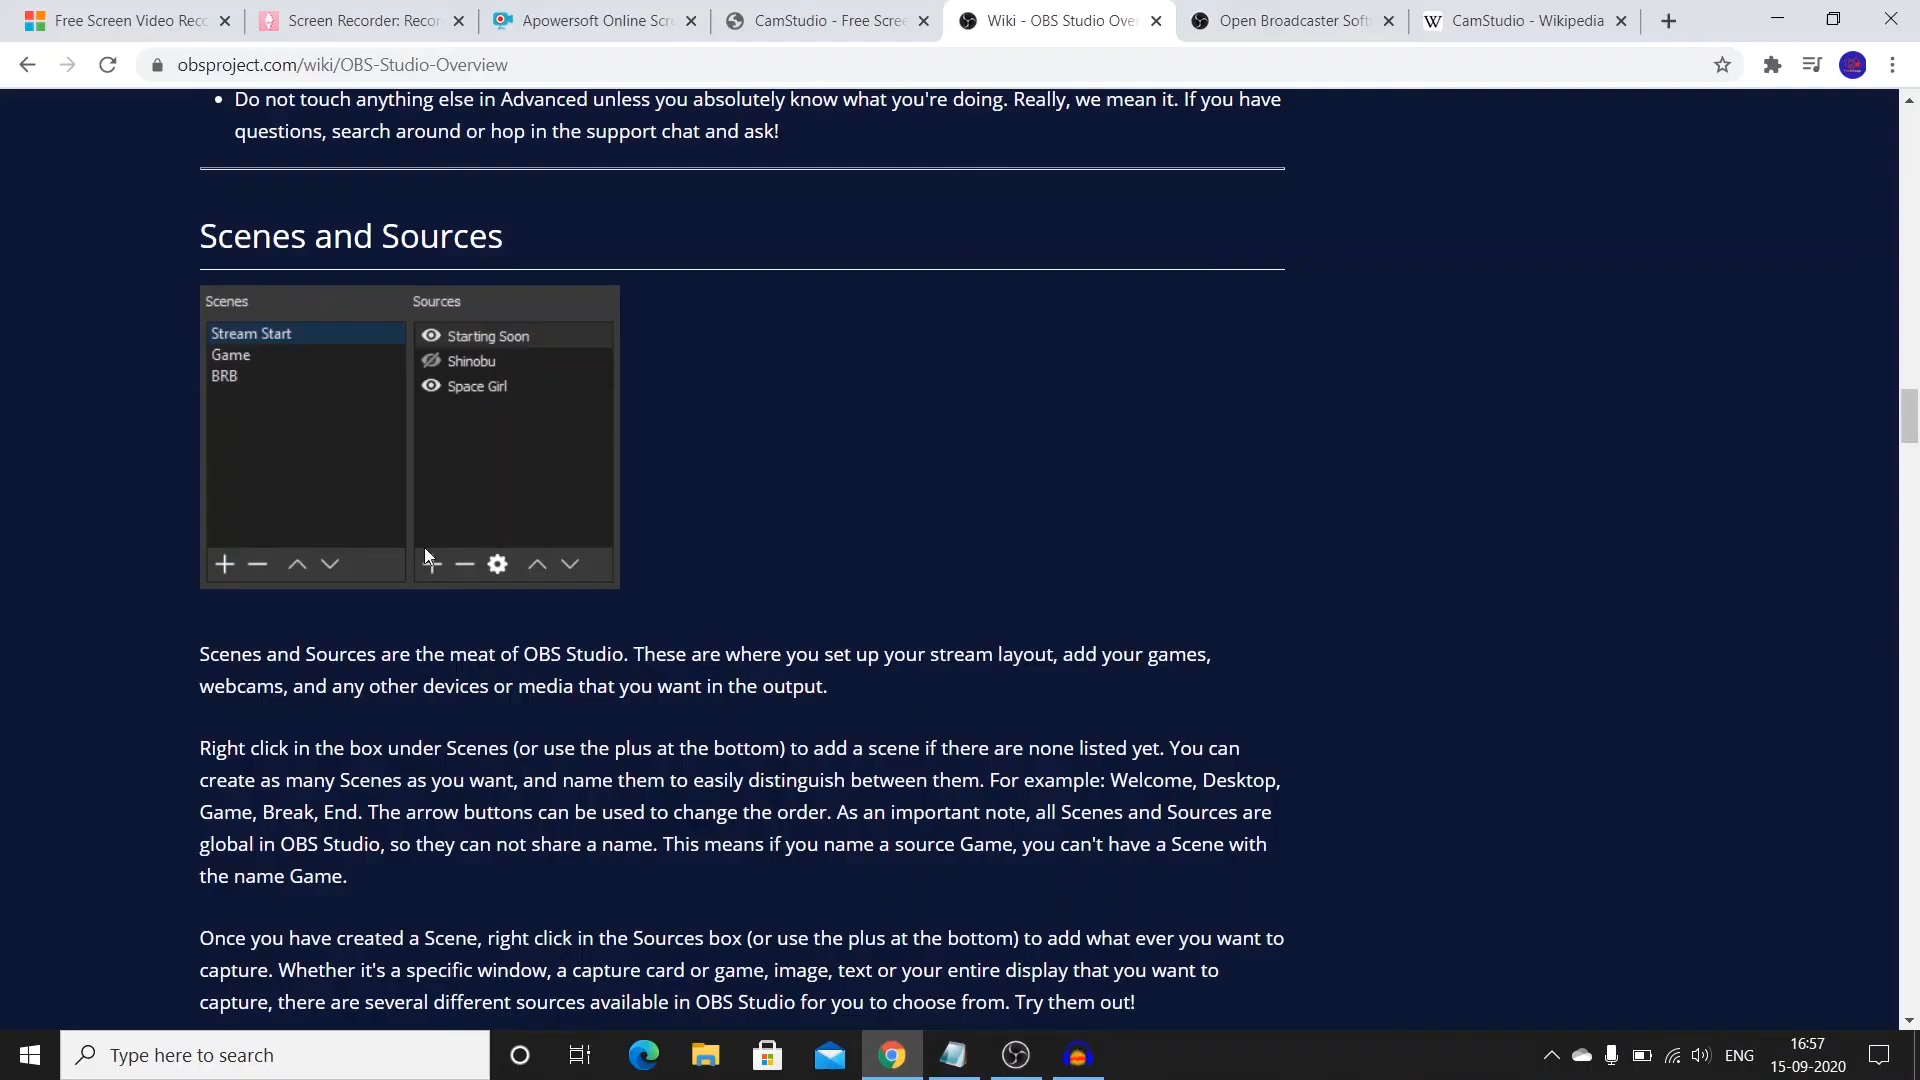 Free Screen Video Rec
Screen Recorder: Recor
Apowersoft Online Scre
CamStudio - Free Scree
Wiki - OBS Studio Over
Open Broadcaster Soft
CamStudio - Wikipedia
obsproject.com/wiki/OBS-Studio-Overview
• Do not touch anything else in Advanced unless you absolutely know what you're doing. Really, we mean it. If you have
questions, search around or hop in the support chat and ask!
Scenes and Sources
Scenes
Sources
Stream Start
Game
BRB
Starting Soon
Shinobu
Space Girl
Scenes and Sources are the meat of OBS Studio. These are where you set up your stream layout, add your games,
webcams, and any other devices or media that you want in the output.
Right click in the box under Scenes (or use the plus at the bottom) to add a scene if there are none listed yet. You can
create as many Scenes as you want, and name them to easily distinguish between them. For example: Welcome, Desktop,
Game, Break, End. The arrow buttons can be used to change the order. As an important note, all Scenes and Sources are
global in OBS Studio, so they can not share a name. This means if you name a source Game, you can't have a Scene with
the name Game.
Once you have created a Scene, right click in the Sources box (or use the plus at the bottom) to add what ever you want to
capture. Whether it's a specific window, a capture card or game, image, text or your entire display that you want to
capture, there are several different sources available in OBS Studio for you to choose from. Try them out!
Type here to search
ENG
16:57
15-09-2020